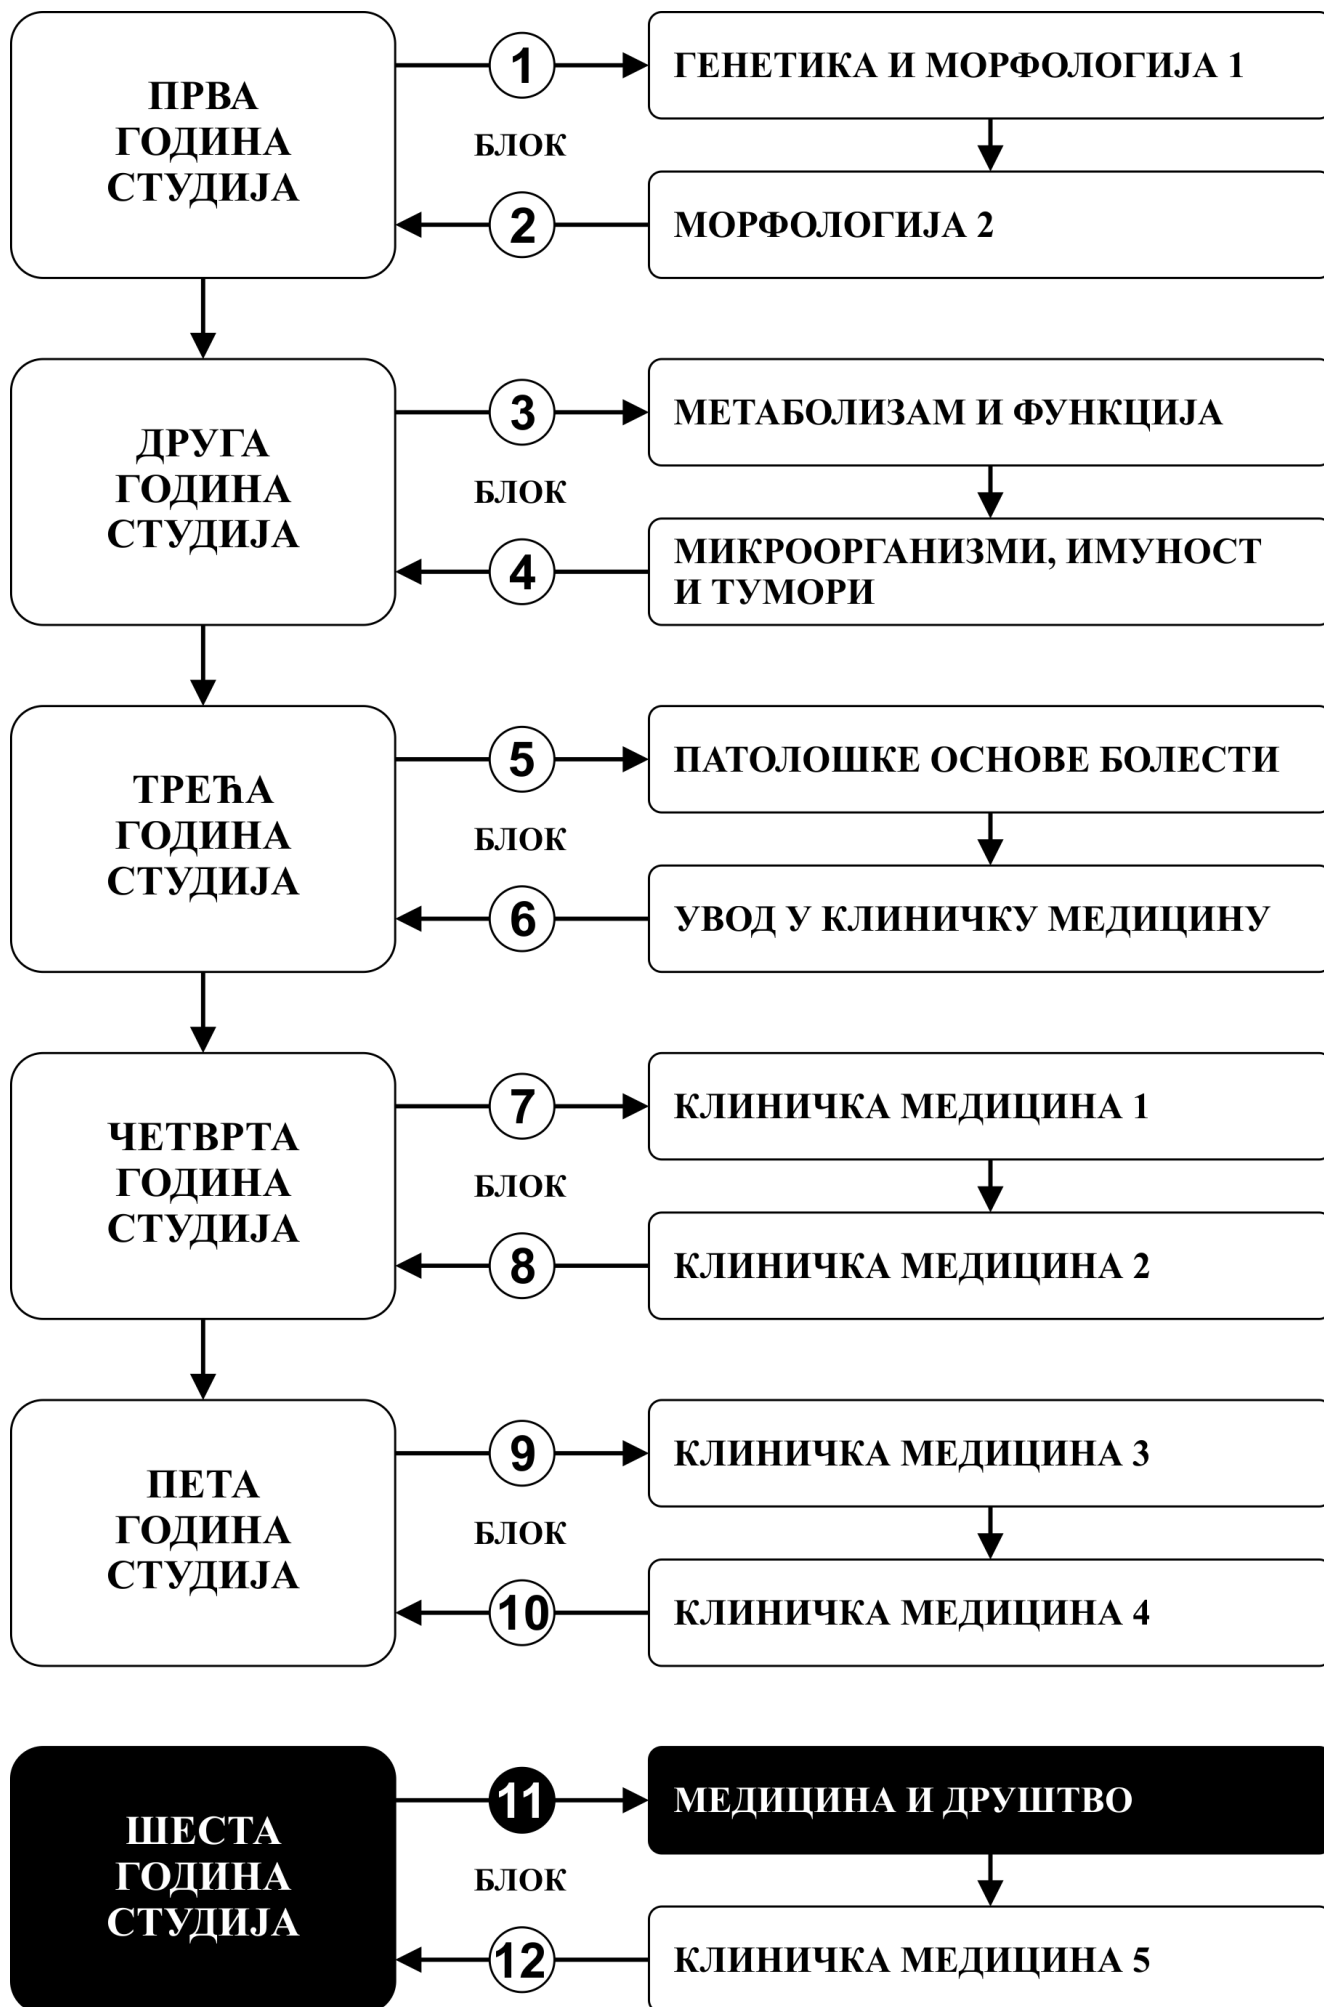 ПРВА
ГОДИНА
СТУДИЈА
1
БЛОК
2
ГЕНЕТИКА И МОРФОЛОГИЈА 1
МОРФОЛОГИЈА 2
ДРУГА
ГОДИНА
СТУДИЈА
3
БЛОК
4
МЕТАБОЛИЗАМ И ФУНКЦИЈА
МИКРООРГАНИЗМИ, ИМУНОСТ
И ТУМОРИ
ТРЕЋА
ГОДИНА
СТУДИЈА
5
БЛОК
6
ПАТОЛОШКЕ ОСНОВЕ БОЛЕСТИ
УВОД У КЛИНИЧКУ МЕДИЦИНУ
ЧЕТВРТА
ГОДИНА
СТУДИЈА
7
БЛОК
8
КЛИНИЧКА МЕДИЦИНА 1
КЛИНИЧКА МЕДИЦИНА 2
ПЕТА
ГОДИНА
СТУДИЈА
9
БЛОК
10
КЛИНИЧКА МЕДИЦИНА 3
КЛИНИЧКА МЕДИЦИНА 4
ШЕСТА
ГОДИНА
СТУДИЈА
11
БЛОК
12
МЕДИЦИНА И ДРУШТВО
КЛИНИЧКА МЕДИЦИНА 5